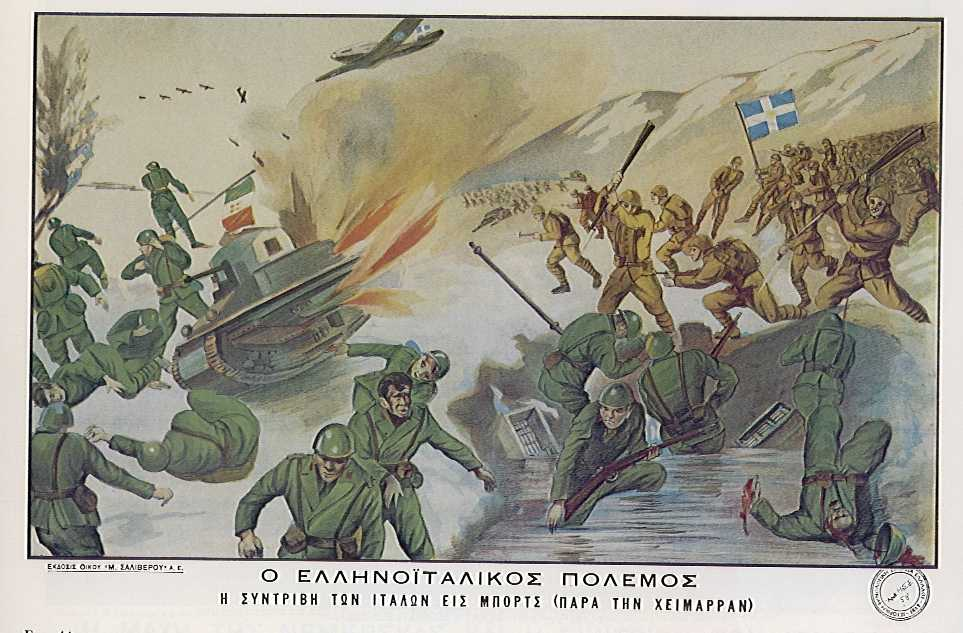 ΕΚΔΟΣΙΣ ΟΙΚΟΥ "Μ. ΣΑΛΙΒΕΡΟΥ" Α. Ε.
Ο ΕΛΛΗΝΟΪΤΑΛΙΚΟΣ ΠΟΛΕΜΟΣ
Η ΣΥΝΤΡΙΒΗ ΤΩΝ ΙΤΑΛΩΝ ΕΙΣ ΜΠΟΡΤΣ (ΠΑΡΑ ΤΗΝ ΧΕΙΜΑΡΡΑΝ)